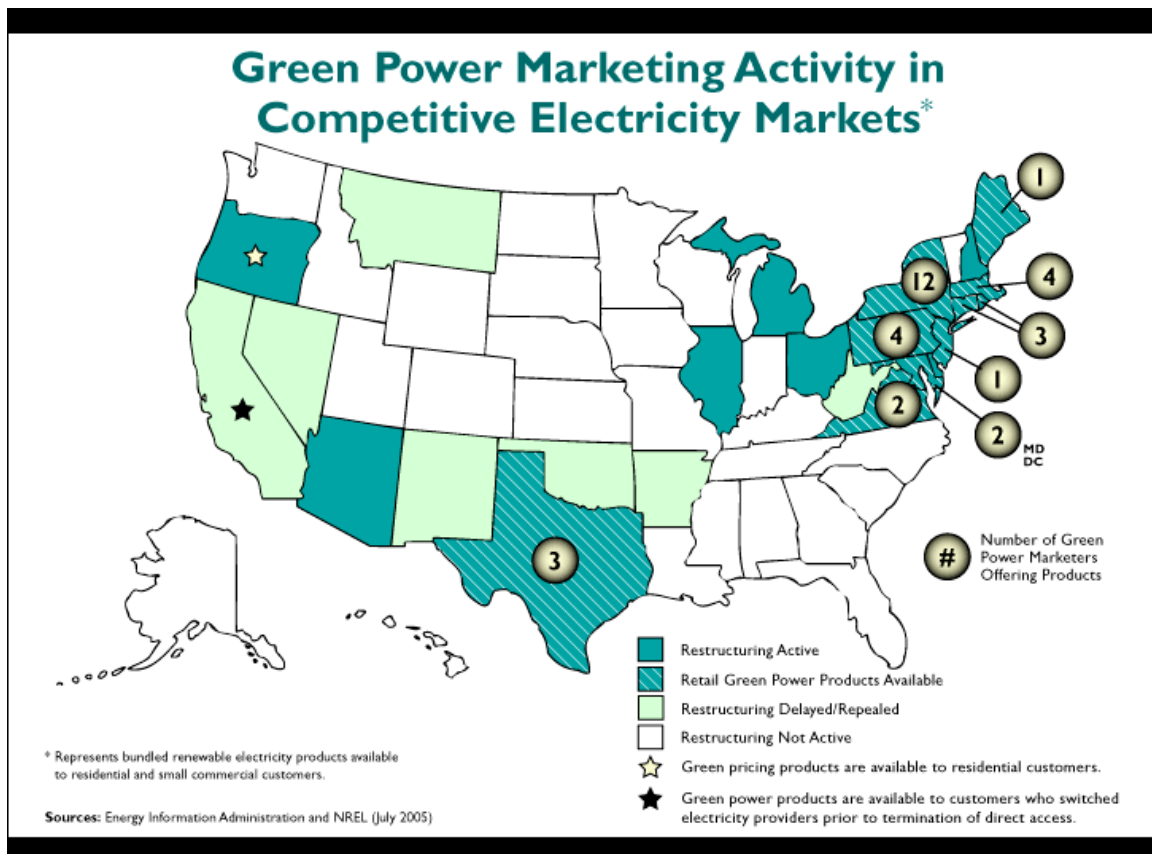 Green Power Marketing Activity in
Competitive Electricity Markets*
1
12
4
4
3
1
2
2
MD
DC
3
#
Number of Green
Power Marketers
Offering Products
Restructuring Active
Retail Green Power Products Available
Restructuring Delayed/Repealed
Restructuring Not Active
Green pricing products are available to residential customers.
Green power products are available to customers who switched
electricity providers prior to termination of direct access.
* Represents bundled renewable electricity products available
to residential and small commercial customers.
Sources: Energy Information Administration and NREL (July 2005)